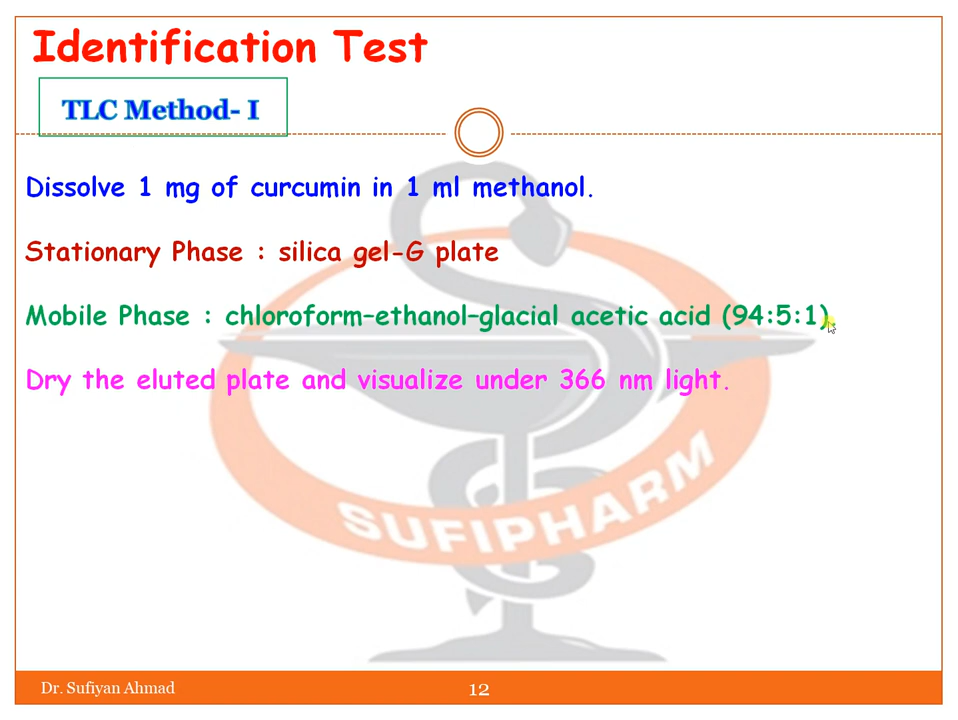 Identification Test
TLC Method- I
Dissolve 1 mg of curcumin in 1 ml methanol.
Stationary Phase : silica gel-G plate
Mobile Phase : chloroform–ethanol–glacial acetic acid (94:5:1).
Dry the eluted plate and visualize under 366 nm light.
SUFIPHARM
Dr. Sufiyan Ahmad
12